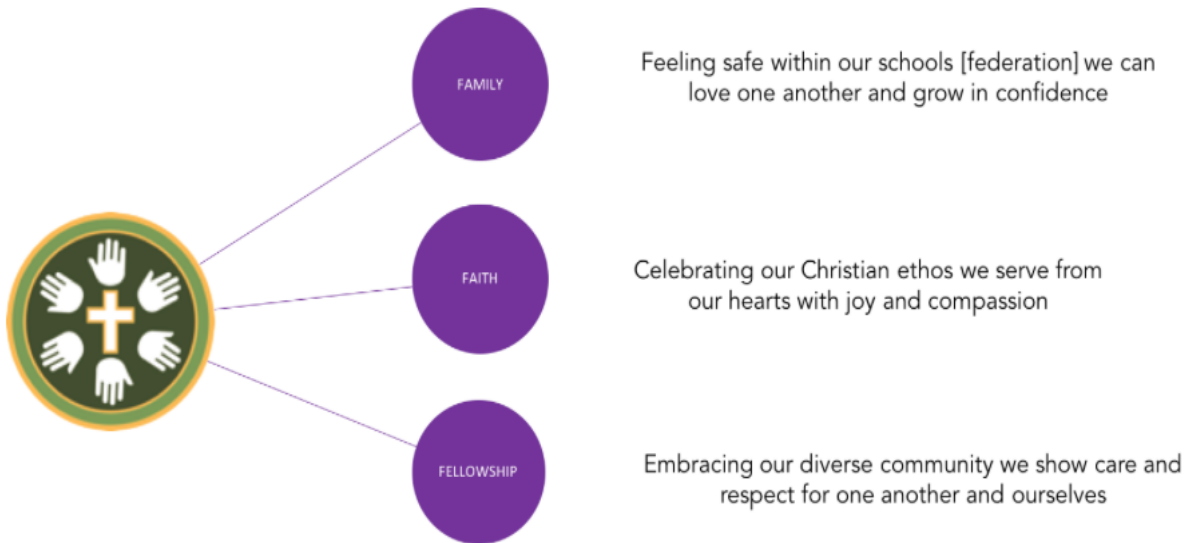 FAMILY
Feeling safe within our schools [federation] we can
love one another and grow in confidence
FAITH
Celebrating our Christian ethos we serve from
our hearts with joy and compassion
FELLOWSHIP
Embracing our diverse community we show care and
respect for one another and ourselves